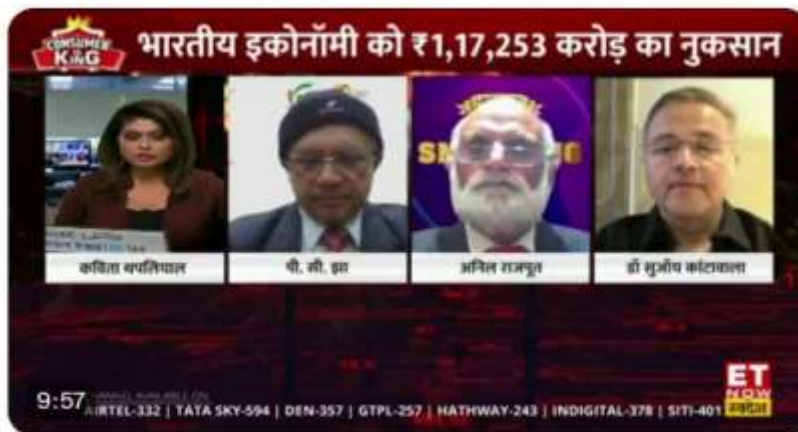 CONSUMER
KING
भारतीय इकोनॉमी को ₹1,17,253 करोड़ का नुकसान
कविता थपलियाल
पी. सी. झा
अनिल राजपूत
डॉ सुजॉय कांटावाला
ET
NOW
स्वदेश
9:57
AIRTEL-332 | TATA SKY-594 | DEN-357 | GTPL-257 | HATHWAY-243 | INDIGITAL-378 | SITI-401